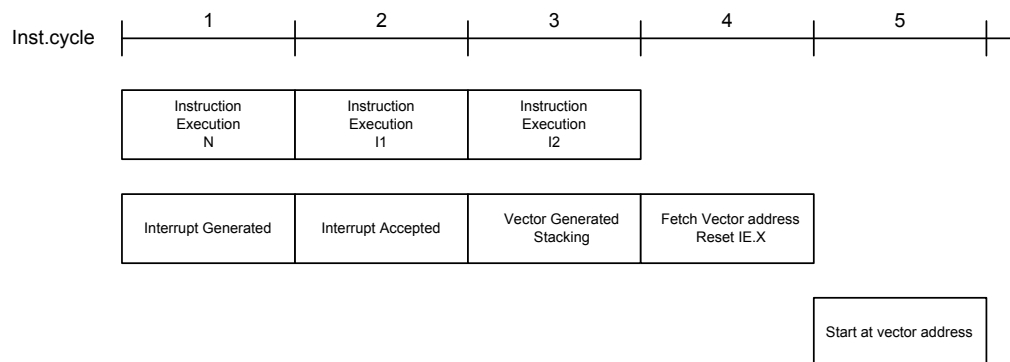 1 2 3 4 5
Inst.cycle
Instruction
Execution
N
Instruction
Execution
I1
Instruction
Execution
I2
Interrupt Generated
Interrupt Accepted
Vector Generated
Stacking
Fetch Vector address
Reset IE.X
Start at vector address